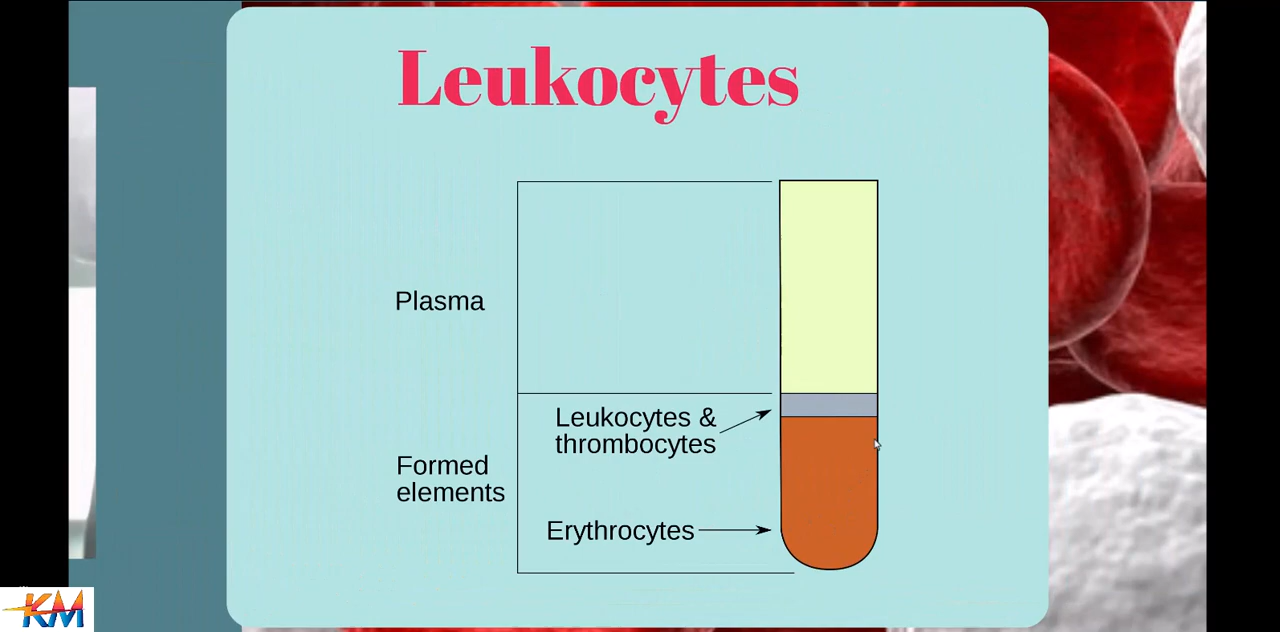 Leukocytes
Plasma
Leukocytes &
thrombocytes
Formed
elements
Erythrocytes
KM